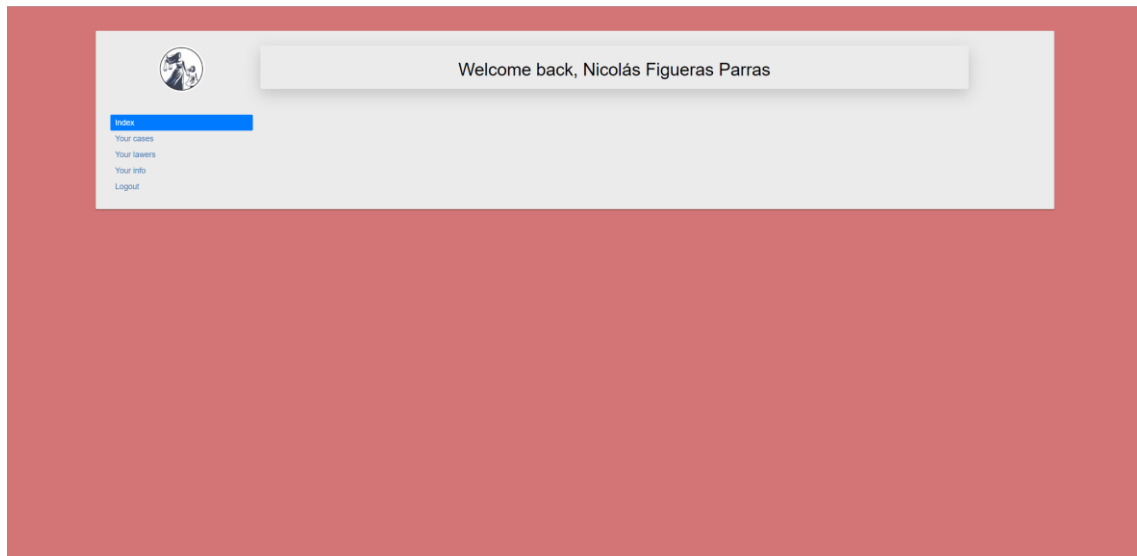 Welcome back, Nicolás Figueras Parras
Index
Your cases
Your lawers
Your info
Logout